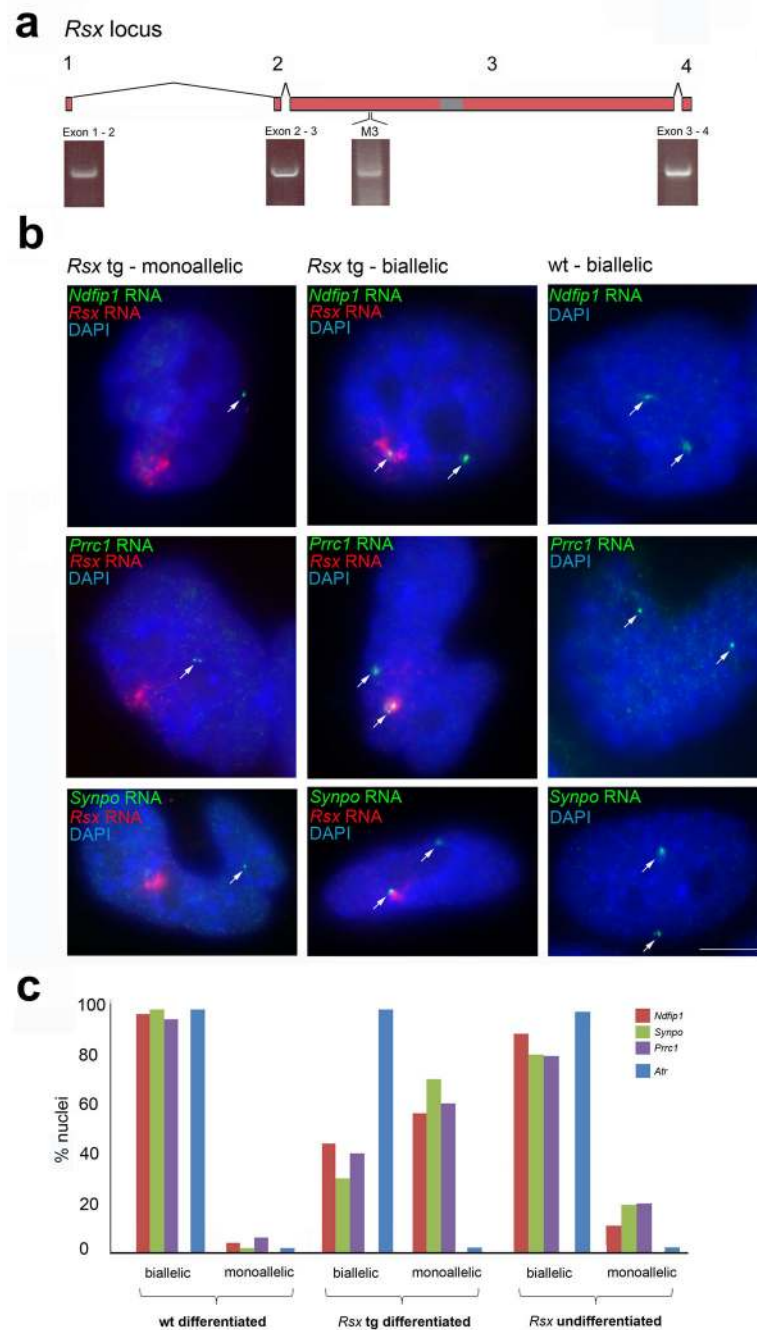 a
Rsx locus
1 2 3 4
Exon 1 - 2 Exon 2 - 3 M3 Exon 3 - 4
b
Rsx tg - monoallelic Rsx tg - biallelic wt - biallelic
Ndfip1 RNA
Rsx RNA
DAPI
Ndfip1 RNA
Rsx RNA
DAPI
Ndfip1 RNA
DAPI
Prrc1 RNA
Rsx RNA
DAPI
Prrc1 RNA
Rsx RNA
DAPI
Prrc1 RNA
DAPI
Synpo RNA
Rsx RNA
DAPI
Synpo RNA
Rsx RNA
DAPI
Synpo RNA
DAPI
c
100
80
60
40
20
0
% nuclei
Ndfip1
Synpo
Prrc1
Atr
biallelic monoallelic biallelic monoallelic biallelic monoallelic
wt differentiated Rsx tg differentiated Rsx undifferentiated